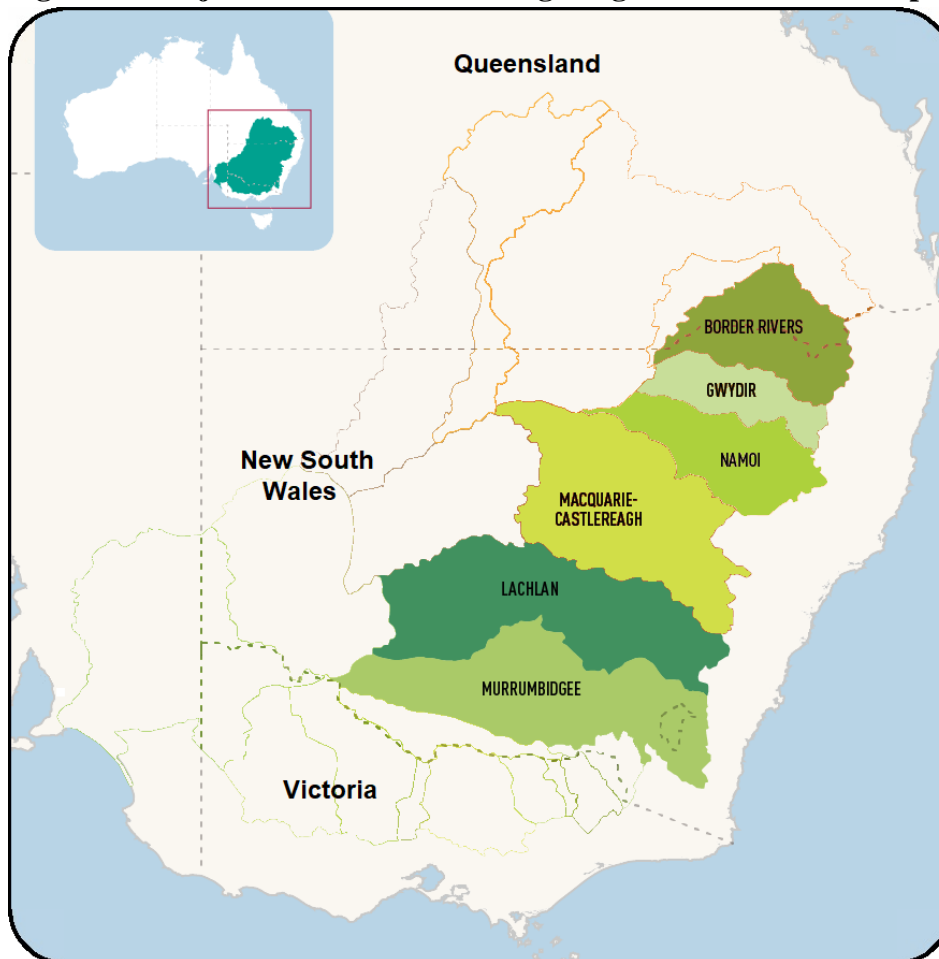 Queensland
BORDER RIVERS
GWYDIR
NAMOI
New South
Wales
MACQUARIE-
CASTLEREAGH
LACHLAN
MURRUMBIDGEE
Victoria